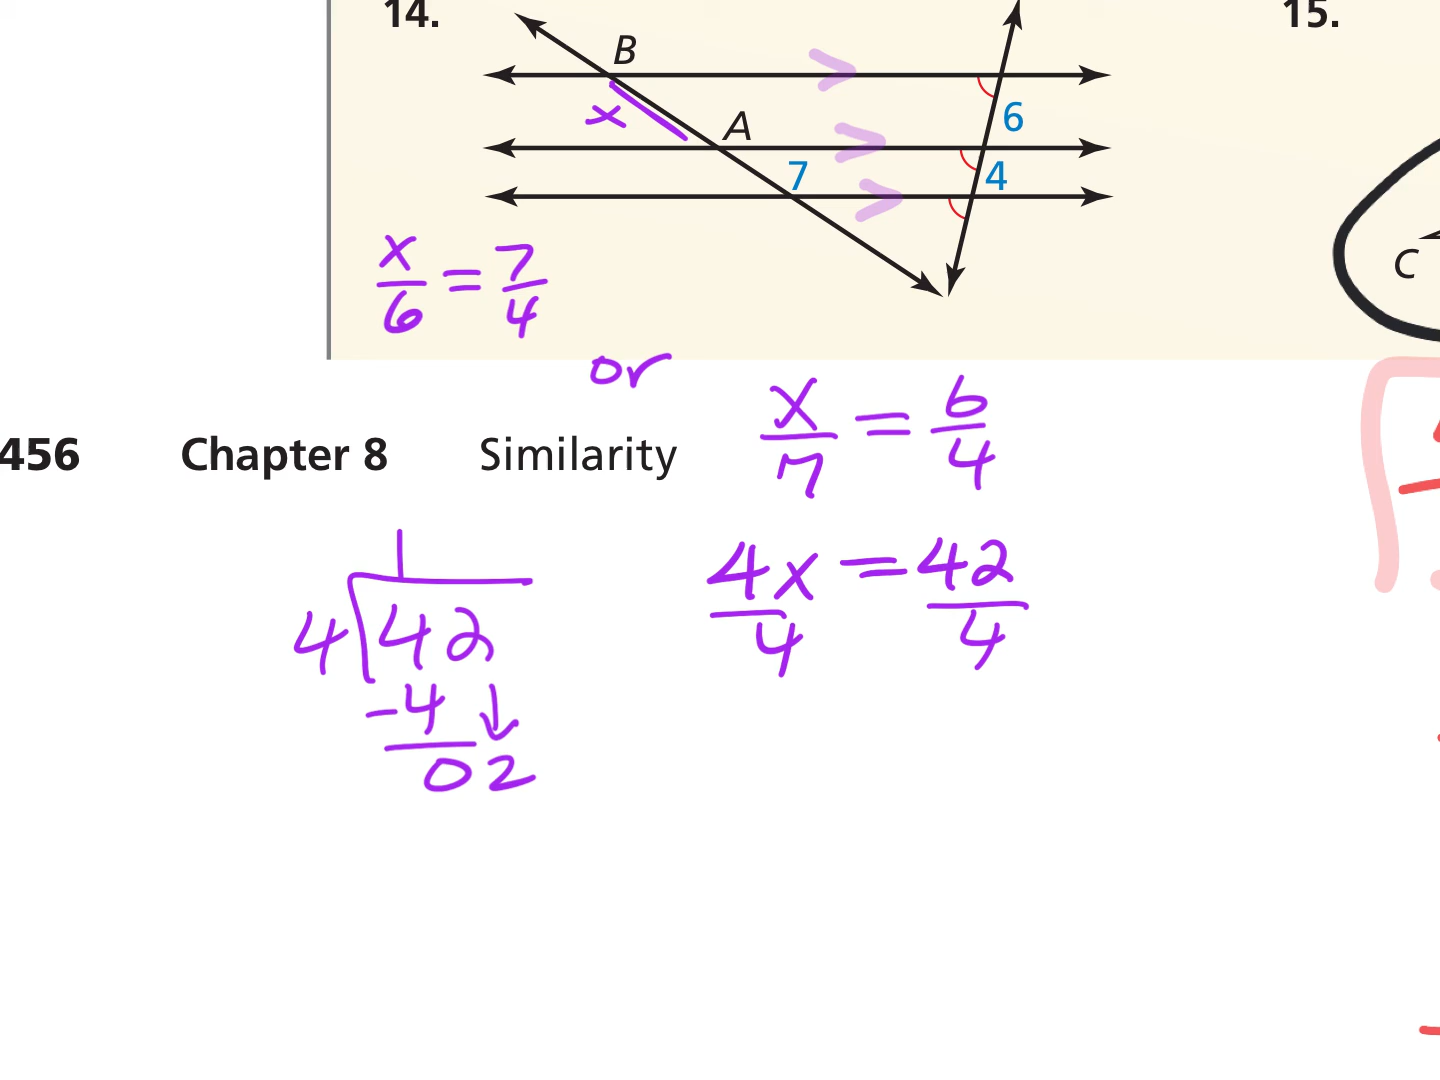 14.
15.
B
x
A
6
7
4
C
x/6 = 7/4
or
x/7 = 6/4
456 Chapter 8 Similarity
4x/4 = 42/4
1
4 42
-4
02